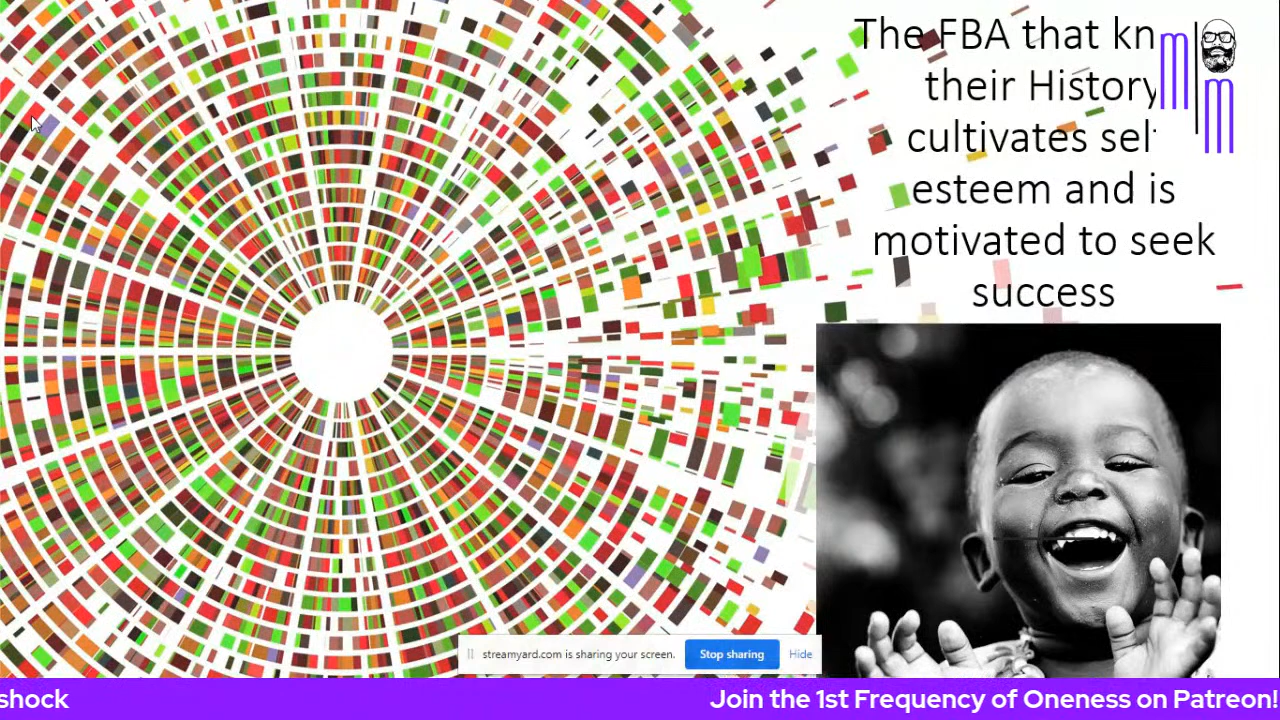 The FBA that kn
their History
cultivates sel
esteem and is
motivated to seek
success
streamyard.com is sharing your screen.
Stop sharing
Hide
shock
Join the 1st Frequency of Oneness on Patreon!